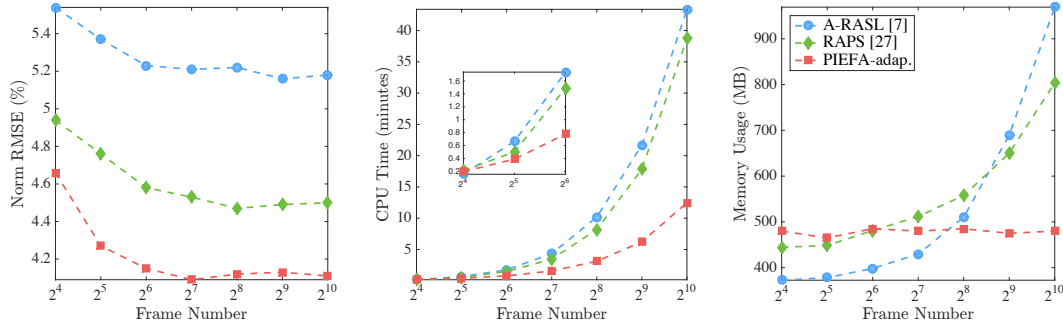 5.4
5.2
5
4.8
4.6
4.4
4.2
Norm RMSE (%)
2^4 2^5 2^6 2^7 2^8 2^9 2^10
Frame Number
40
35
30
25
20
15
10
5
CPU Time (minutes)
1.6
1.4
1.2
1.0
0.8
0.6
0.4
0.2
2^4 2^5 2^6
2^4 2^5 2^6 2^7 2^8 2^9 2^10
Frame Number
A-RASL [7]
RAPS [27]
PIEFA-adap.
900
800
700
600
500
400
Memory Usage (MB)
2^4 2^5 2^6 2^7 2^8 2^9 2^10
Frame Number